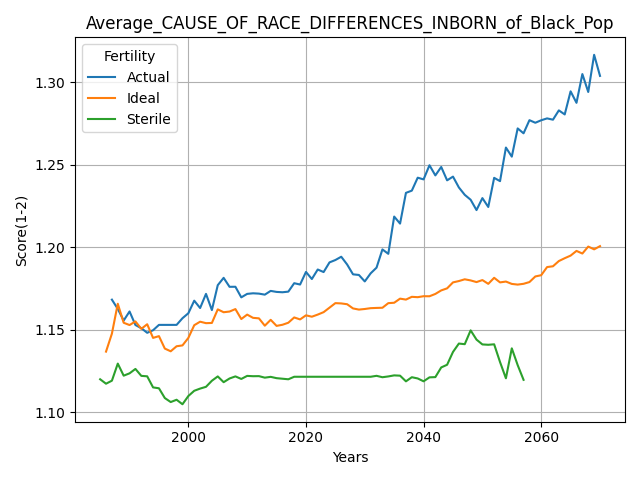 Average_CAUSE_OF_RACE_DIFFERENCES_INBORN_of_Black_Pop
Fertility
Actual
Ideal
Sterile
1.30
1.25
1.20
1.15
1.10
Score(1-2)
2000 2020 2040 2060
Years